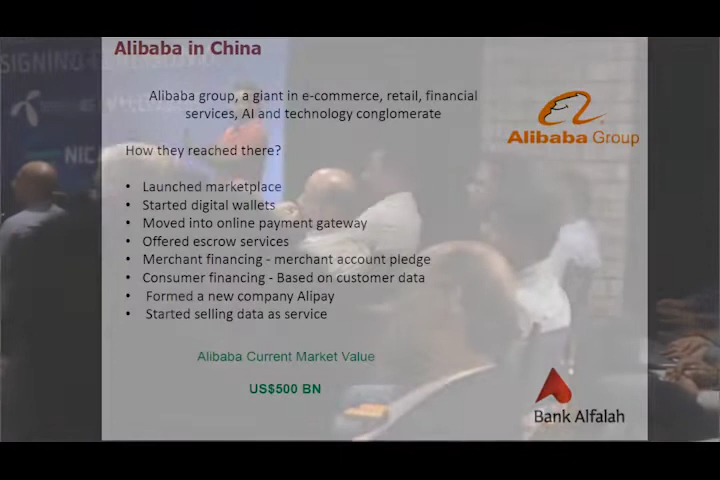 Alibaba in China
SIGNING
Alibaba group, a giant in e-commerce, retail, financial
services, AI and technology conglomerate
Alibaba Group
How they reached there?
NIC
• Launched marketplace
• Started digital wallets
• Moved into online payment gateway
• Offered escrow services
• Merchant financing - merchant account pledge
• Consumer financing - Based on customer data
• Formed a new company Alipay
• Started selling data as service
Alibaba Current Market Value
US$500 BN
Bank Alfalah